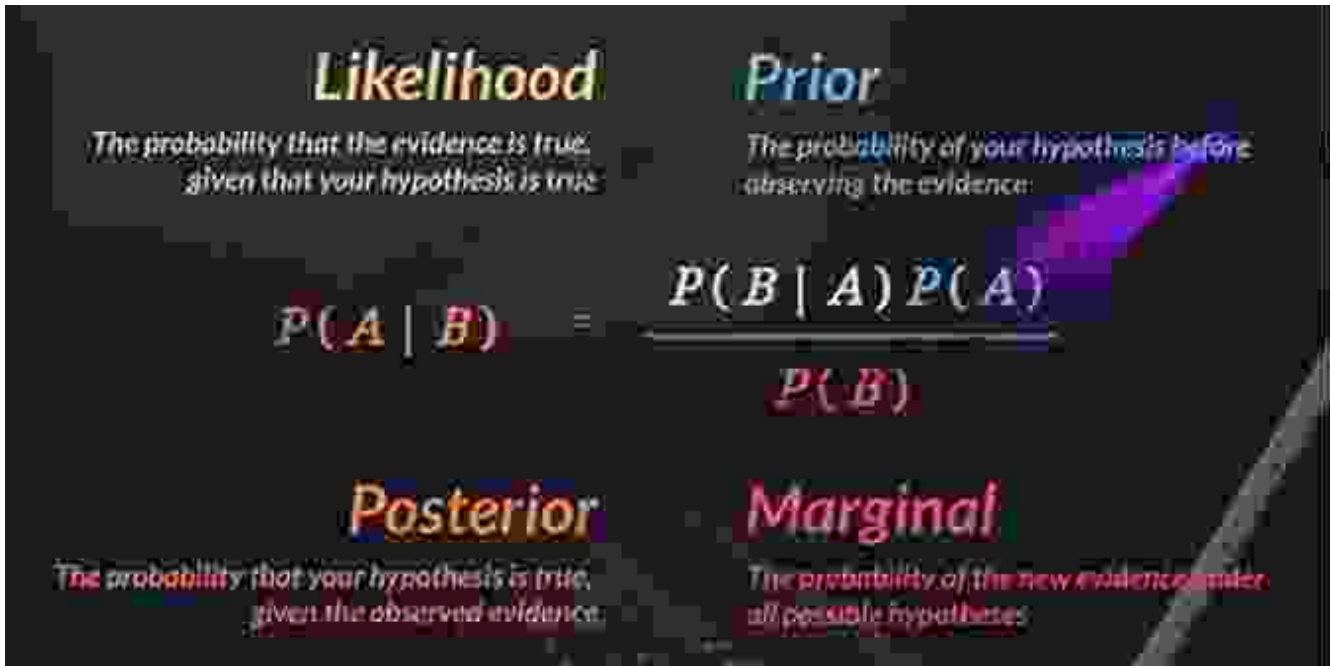 Likelihood
The probability that the evidence is true,
given that your hypothesis is true
Prior
The probability of your hypothesis before
observing the evidence
P( A | B ) = P( B | A ) P( A )
P( B )
Posterior
The probability that your hypothesis is true,
given the observed evidence
Marginal
The probability of the new evidence under
all possible hypotheses